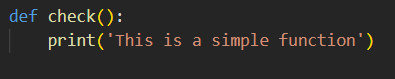 def check():
    print('This is a simple function')